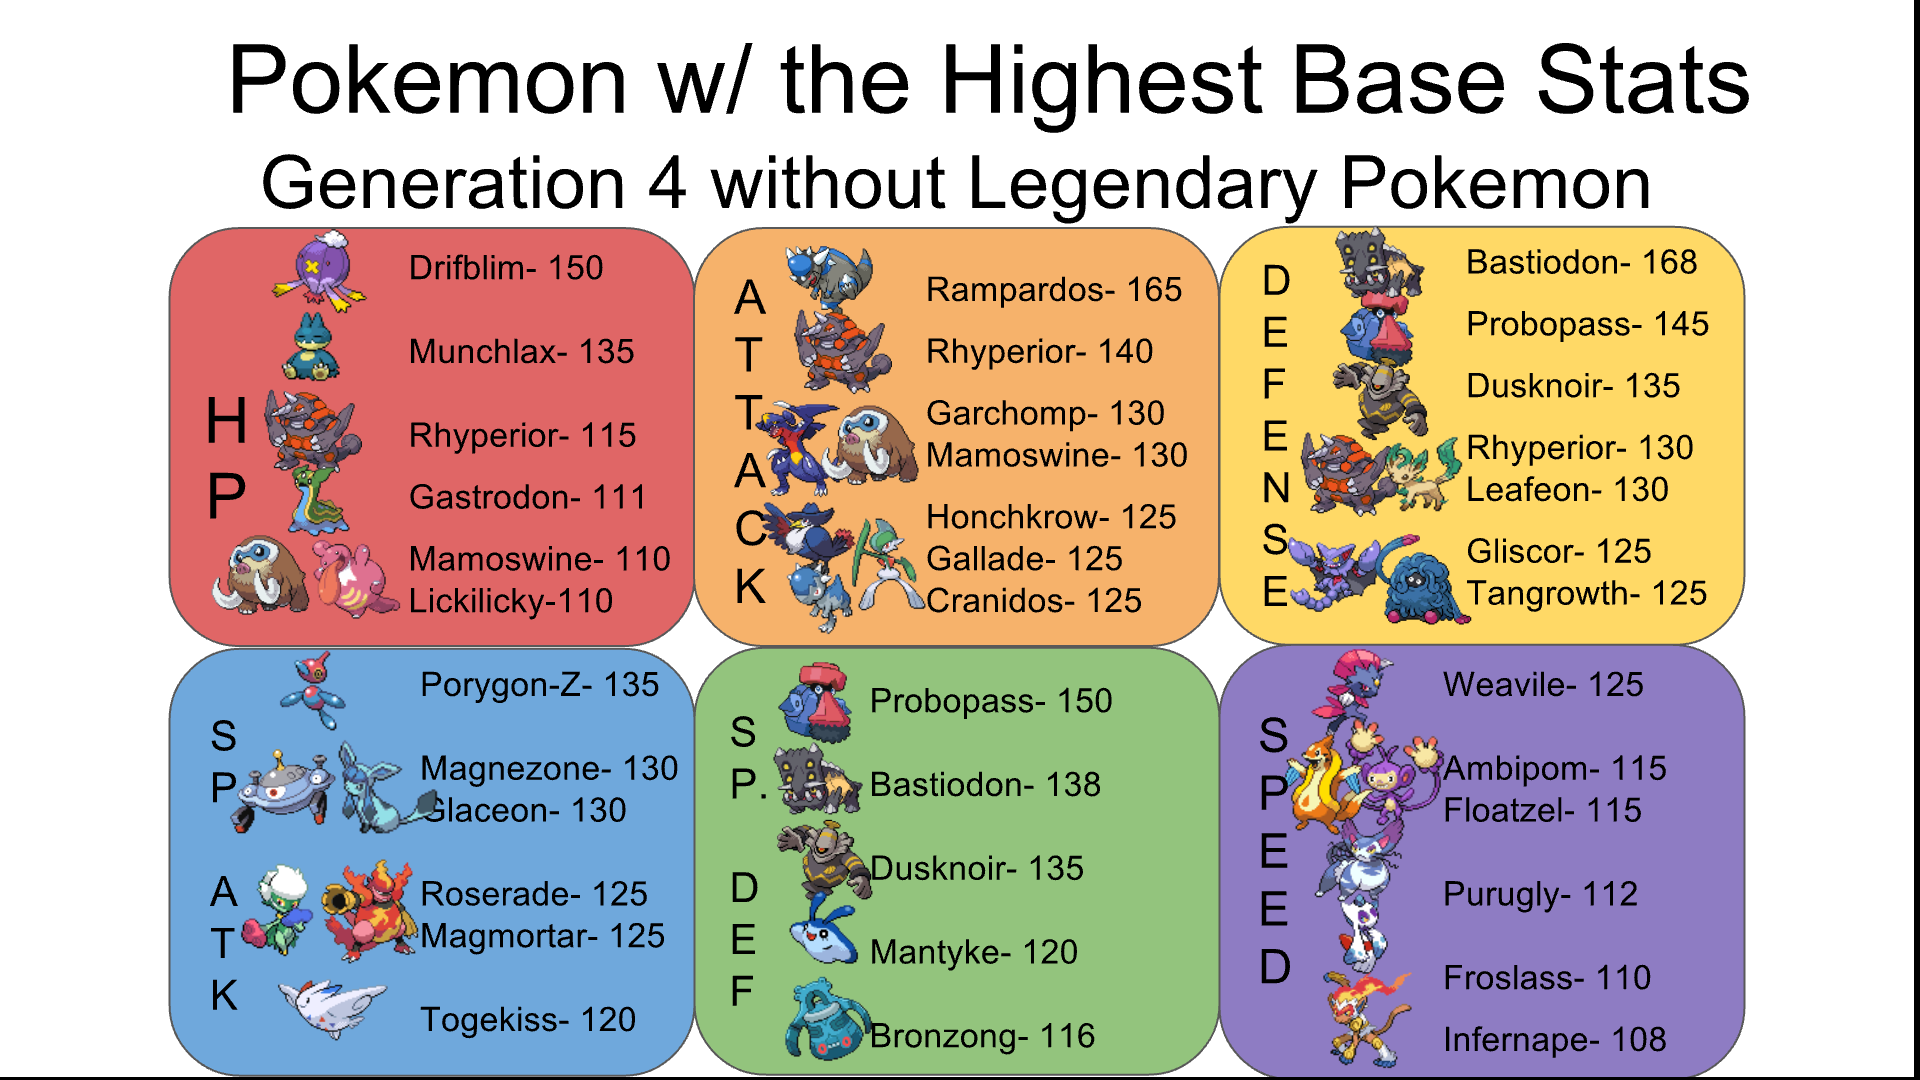 Pokemon w/ the Highest Base Stats
Generation 4 without Legendary Pokemon
HP
Drifblim- 150
Munchlax- 135
Rhyperior- 115
Gastrodon- 111
Mamoswine- 110
Lickilicky-110
ATTACK
Rampardos- 165
Rhyperior- 140
Garchomp- 130
Mamoswine- 130
Honchkrow- 125
Gallade- 125
Cranidos- 125
DEFENSE
Bastiodon- 168
Probopass- 145
Dusknoir- 135
Rhyperior- 130
Leafeon- 130
Gliscor- 125
Tangrowth- 125
SP ATK
Porygon-Z- 135
Magnezone- 130
Glaceon- 130
Roserade- 125
Magmortar- 125
Togekiss- 120
SP. DEF
Probopass- 150
Bastiodon- 138
Dusknoir- 135
Mantyke- 120
Bronzong- 116
SPEED
Weavile- 125
Ambipom- 115
Floatzel- 115
Purugly- 112
Froslass- 110
Infernape- 108